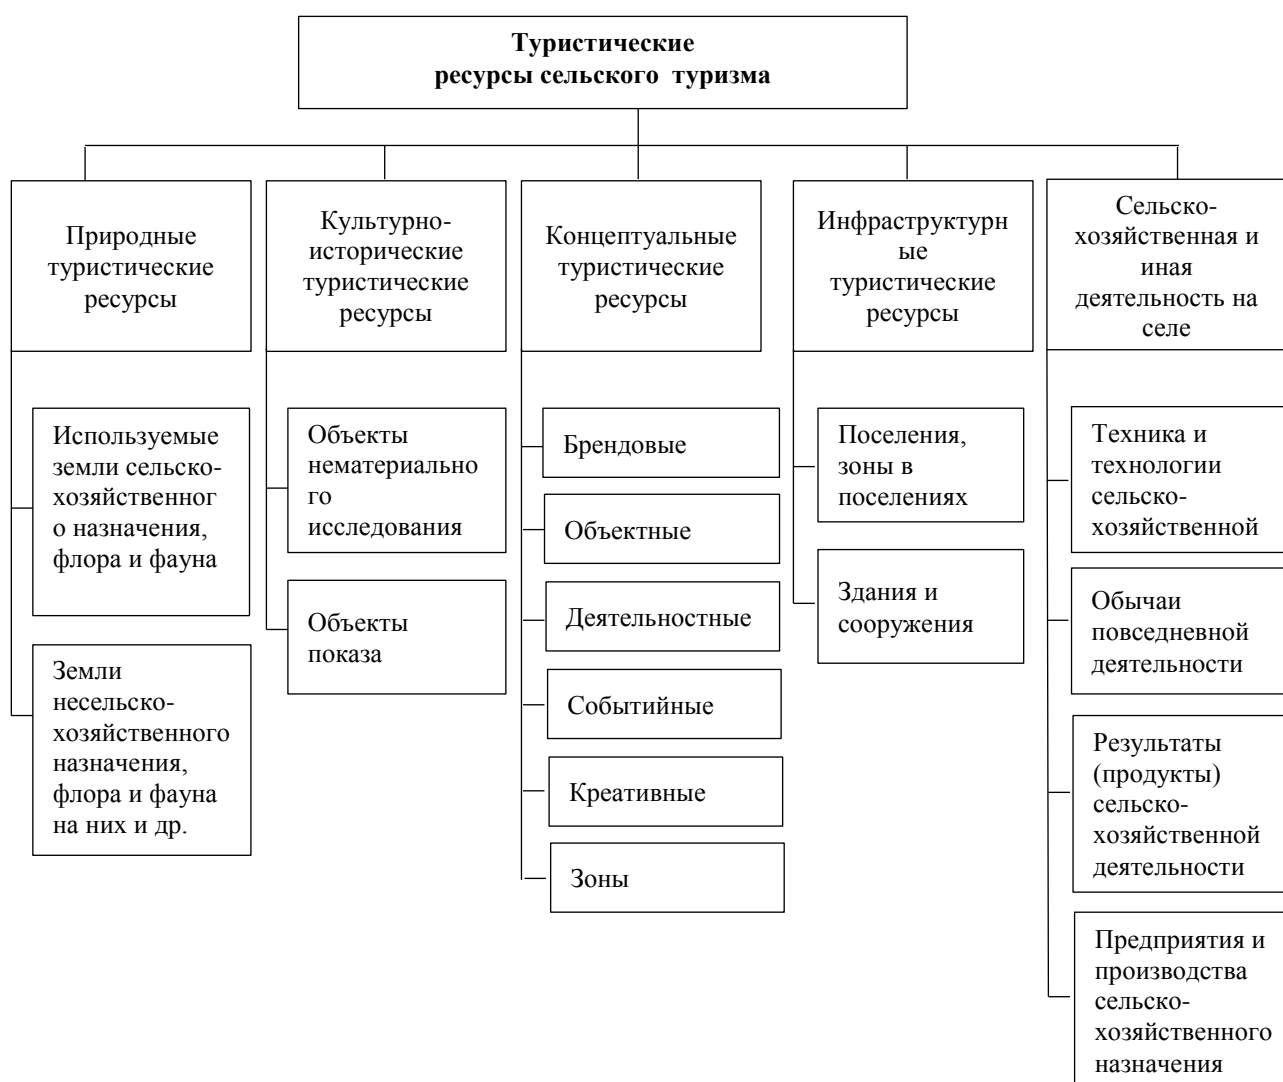 Туристические
ресурсы сельского туризма
Природные
туристические
ресурсы
Культурно-
исторические
туристические
ресурсы
Концептуальные
туристические
ресурсы
Инфраструктурн
ые
туристические
ресурсы
Сельско-
хозяйственная и
иная
деятельность на
селе
Используемые
земли сельско-
хозяйственног
о назначения,
флора и фауна
Земли
несельско-
хозяйственного
назначения,
флора и фауна
на них и др.
Объекты
нематериально
го
исследования
Объекты
показа
Брендовые
Объектные
Деятельностные
Событийные
Креативные
Зоны
Поселения,
зоны в
поселениях
Здания и
сооружения
Техника и
технологии
сельско-
хозяйственной
Обычаи
повседневной
деятельности
Результаты
(продукты)
сельско-
хозяйственной
деятельности
Предприятия и
производства
сельско-
хозяйственного
назначения